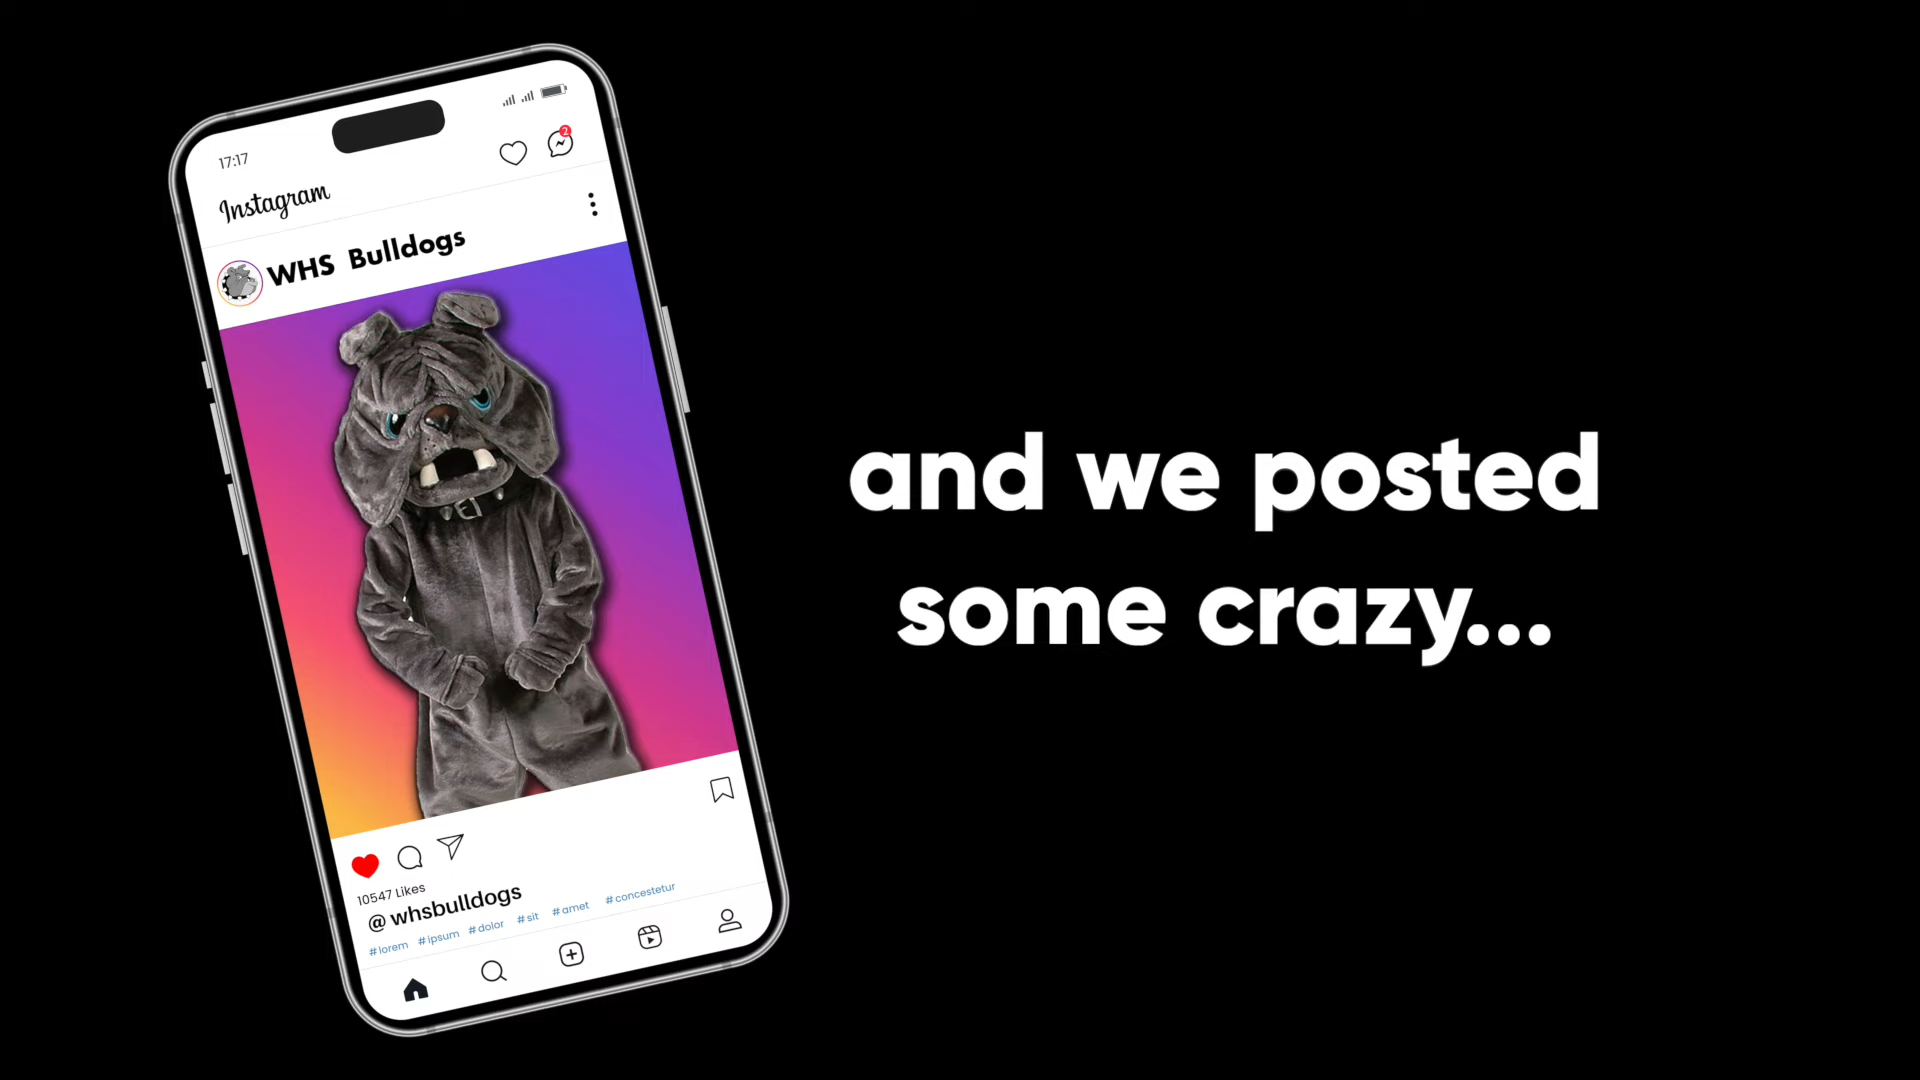 17:17
2
Instagram
WHS Bulldogs
10547 Likes
@whsbulldogs
#lorem #ipsum #dolor #sit #amet #concestetur
and we posted
some crazy...